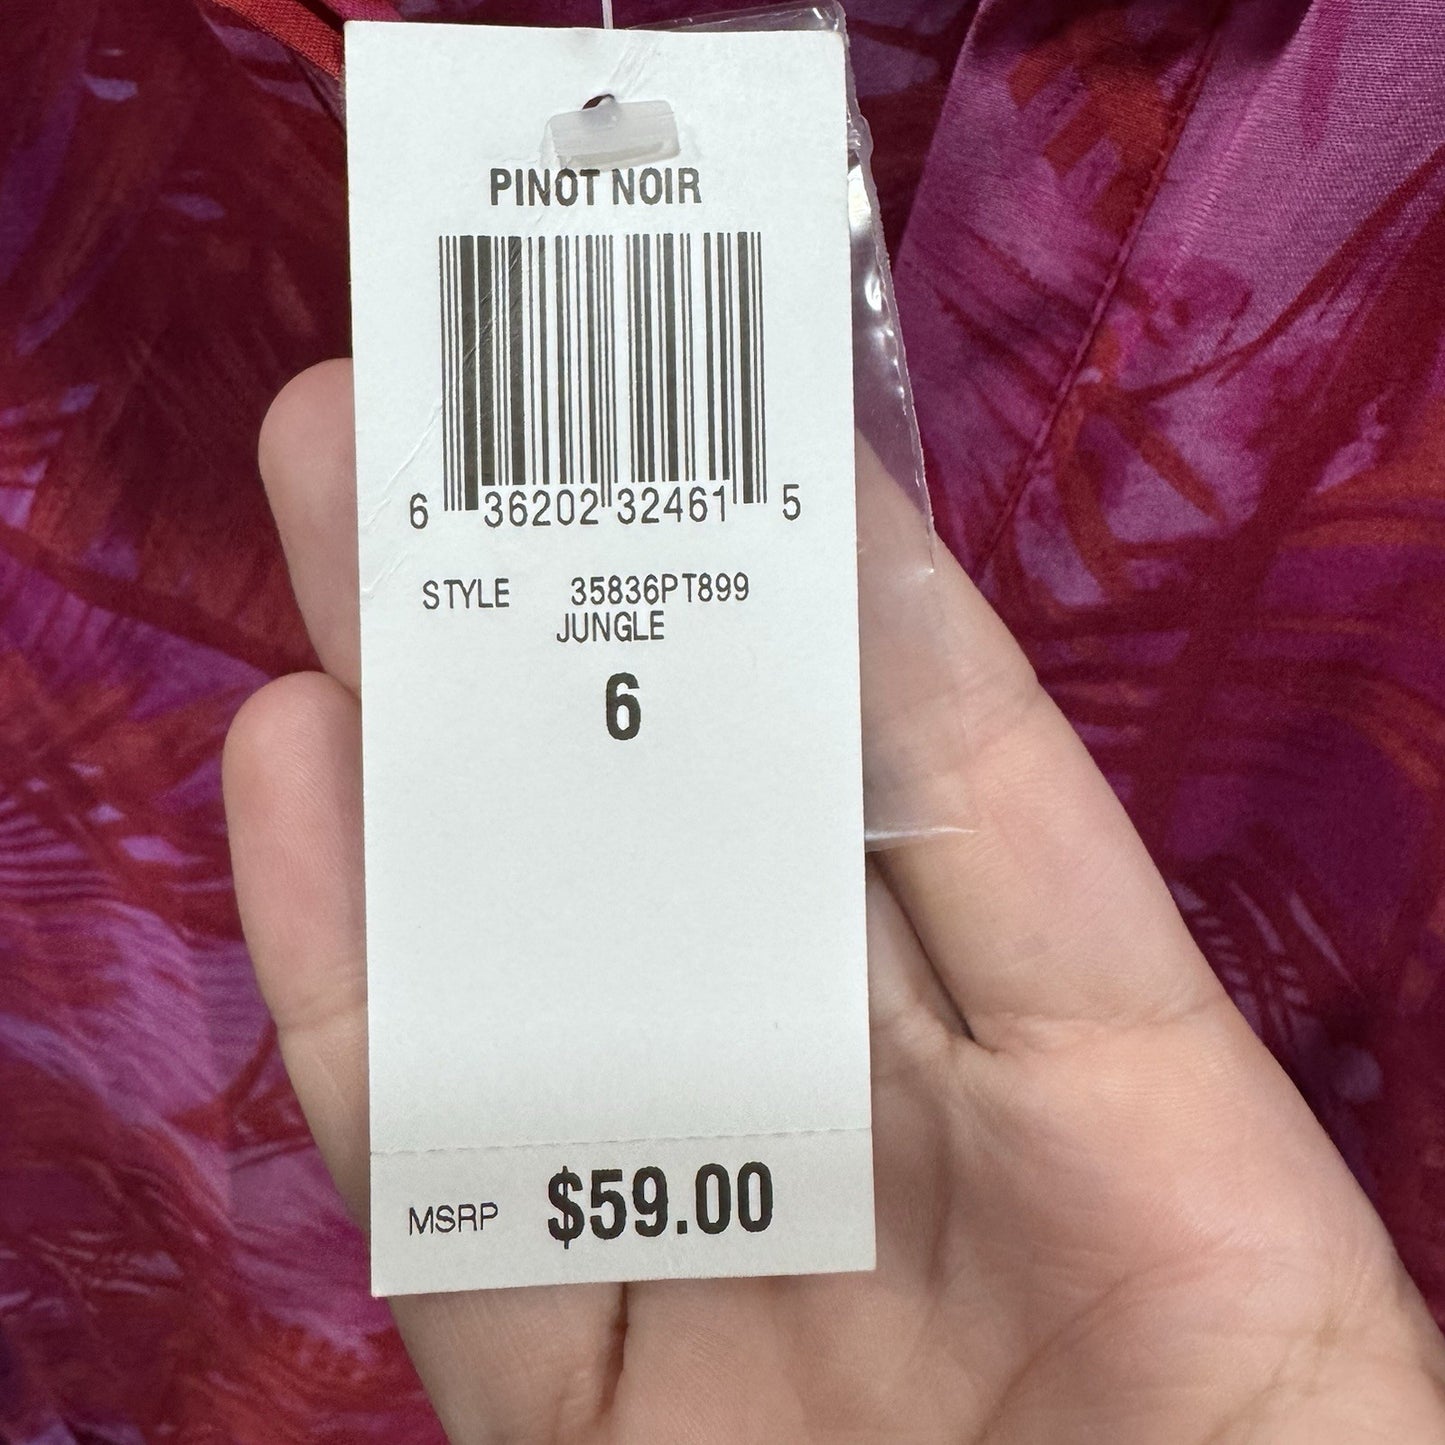 PINOT NOIR
6 36202 32461 5
STYLE 35836PT899
JUNGLE
6
MSRP $59.00